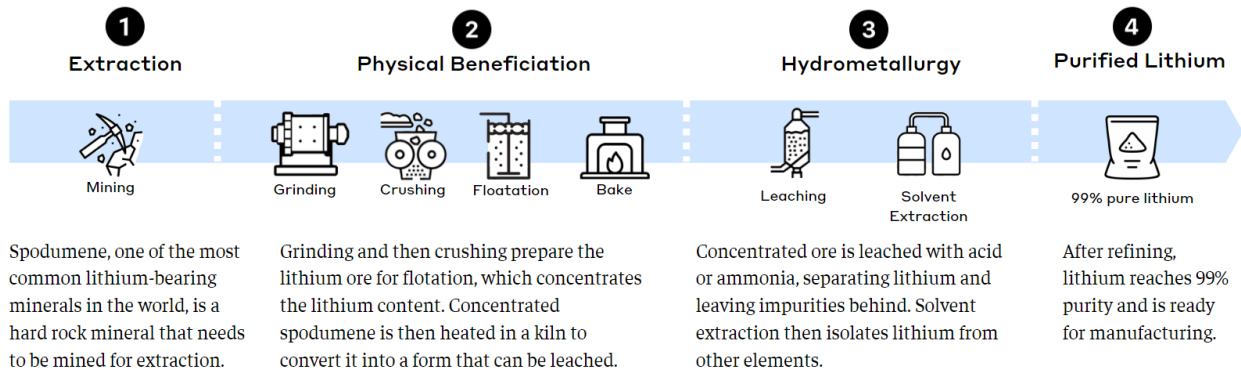 1
Extraction
Mining
Spodumene, one of the most
common lithium-bearing
minerals in the world, is a
hard rock mineral that needs
to be mined for extraction.
2
Physical Beneficiation
Grinding
Crushing
Floatation
Bake
Grinding and then crushing prepare the
lithium ore for flotation, which concentrates
the lithium content. Concentrated
spodumene is then heated in a kiln to
convert it into a form that can be leached.
3
Hydrometallurgy
Leaching
Solvent
Extraction
Concentrated ore is leached with acid
or ammonia, separating lithium and
leaving impurities behind. Solvent
extraction then isolates lithium from
other elements.
4
Purified Lithium
99% pure lithium
After refining,
lithium reaches 99%
purity and is ready
for manufacturing.